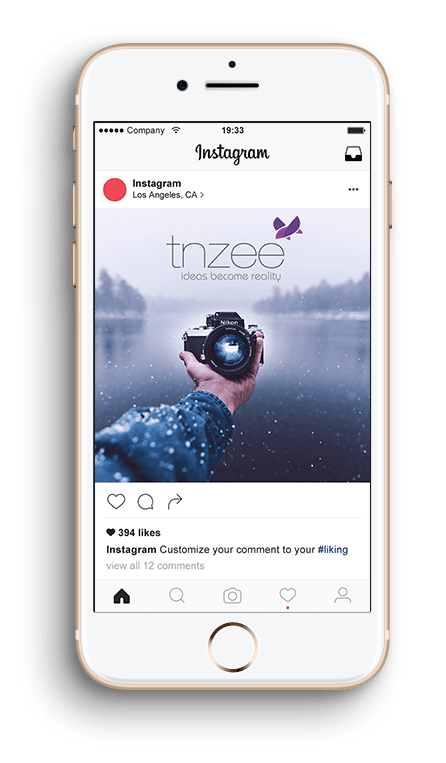 Company 19:33
Instagram
Instagram
Los Angeles, CA >
tnzee
ideas become reality
Nikon
394 likes
Instagram Customize your comment to your #liking
view all 12 comments